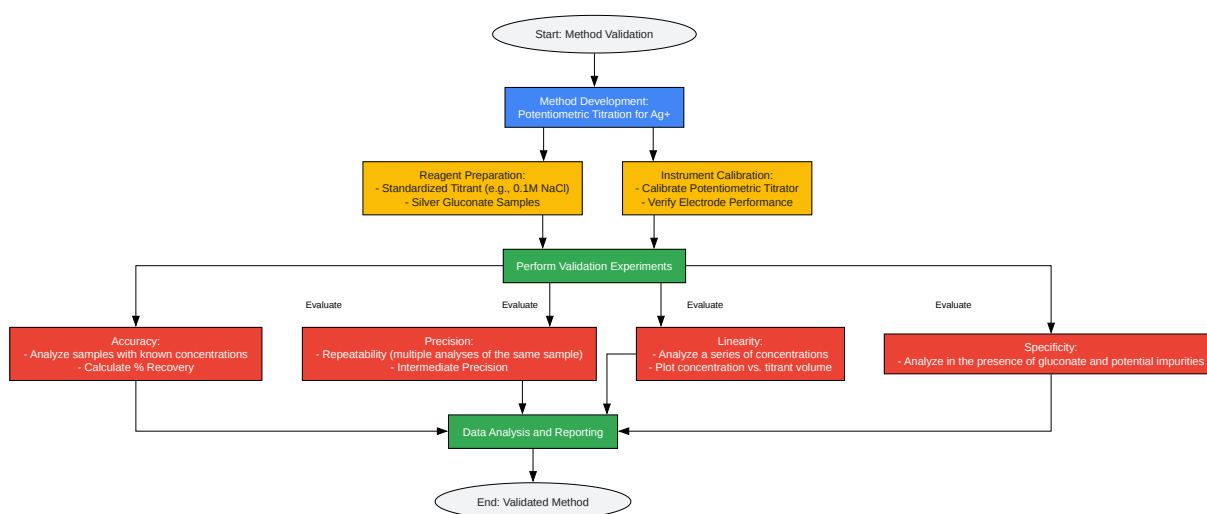 Start: Method Validation
Method Development:
Potentiometric Titration for Ag+
Reagent Preparation:
- Standardized Titrant (e.g., 0.1M NaCl)
- Silver Gluconate Samples
Instrument Calibration:
- Calibrate Potentiometric Titrator
- Verify Electrode Performance
Perform Validation Experiments
Evaluate
Evaluate
Evaluate
Evaluate
Accuracy:
- Analyze samples with known concentrations
- Calculate % Recovery
Precision:
- Repeatability (multiple analyses of the same sample)
- Intermediate Precision
Linearity:
- Analyze a series of concentrations
- Plot concentration vs. titrant volume
Specificity:
- Analyze in the presence of gluconate and potential impurities
Data Analysis and Reporting
End: Validated Method